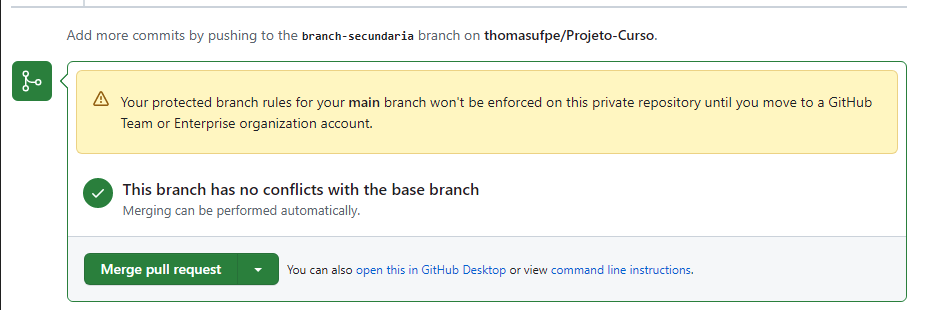 Add more commits by pushing to the branch-secundaria branch on thomasufpe/Projeto-Curso.
Your protected branch rules for your main branch won't be enforced on this private repository until you move to a GitHub
Team or Enterprise organization account.
This branch has no conflicts with the base branch
Merging can be performed automatically.
Merge pull request
You can also open this in GitHub Desktop or view command line instructions.